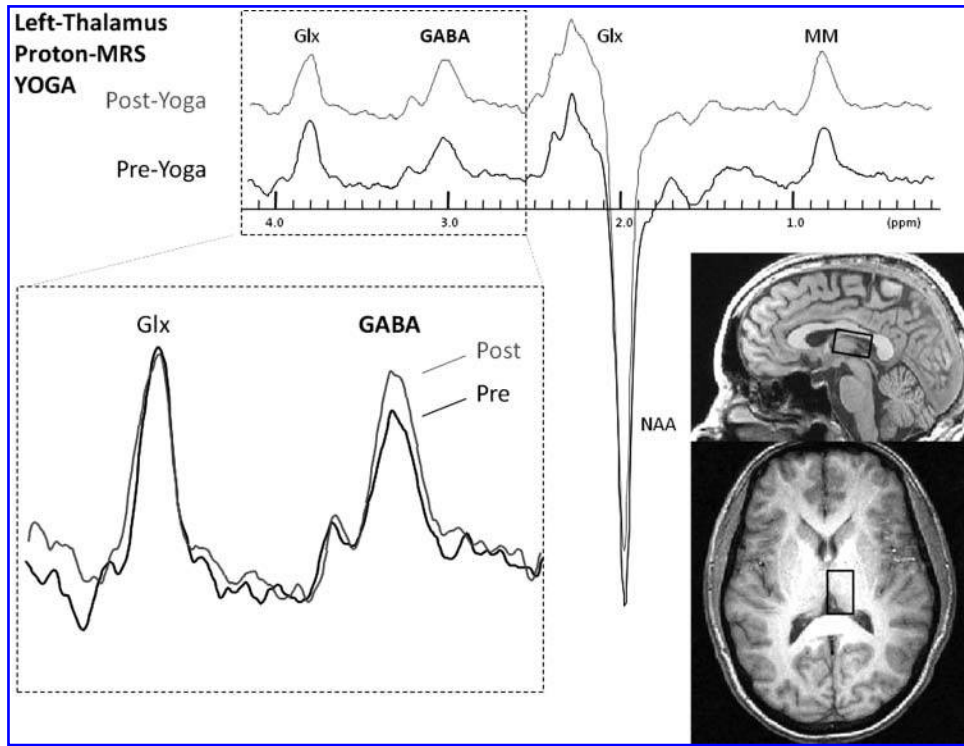 Left-Thalamus
Proton-MRS
YOGA
Glx
GABA
Glx
MM
Post-Yoga
Pre-Yoga
4.0
3.0
2.0
1.0
(ppm)
Glx
GABA
Post
Pre
NAA